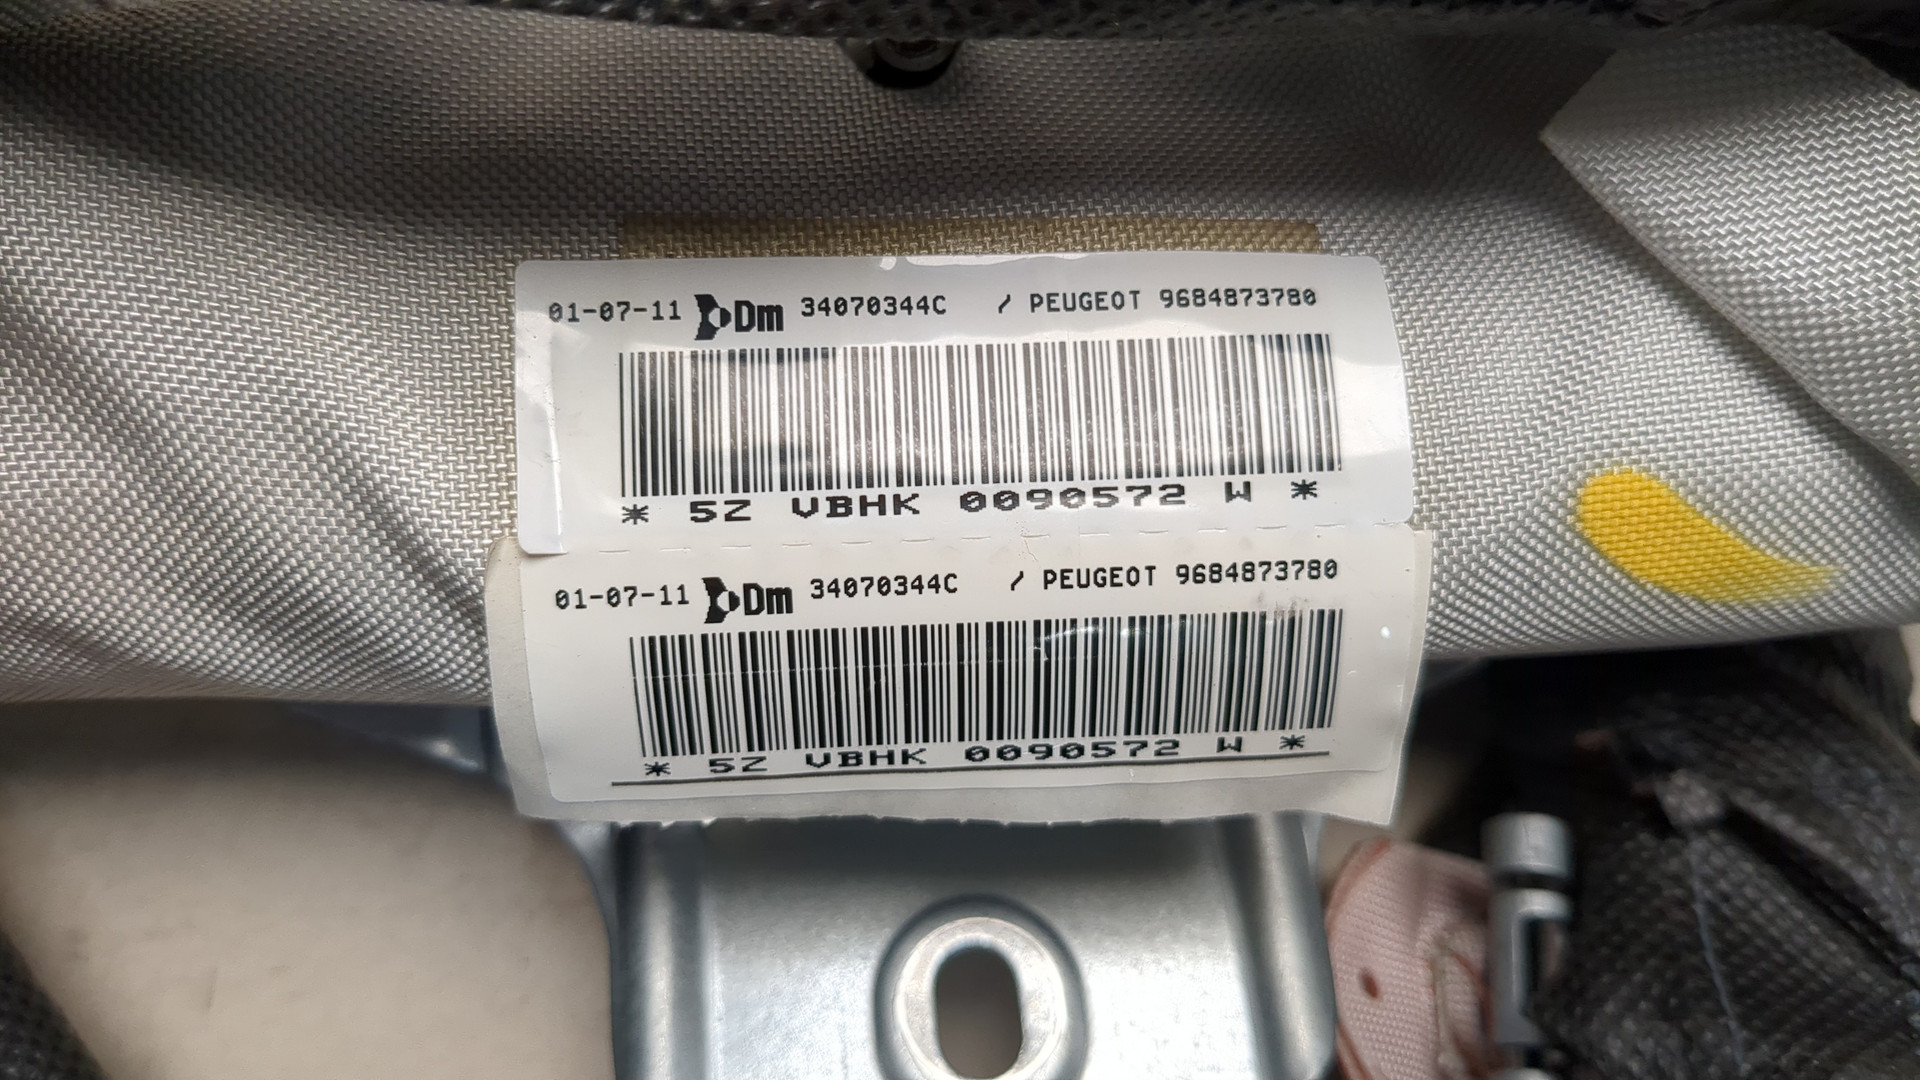 01-07-11 Dm 34070344C / PEUGEOT 9684873780
* 5Z VBHK 0090572 W *
01-07-11 Dm 34070344C / PEUGEOT 9684873780
* 5Z VBHK 0090572 W *